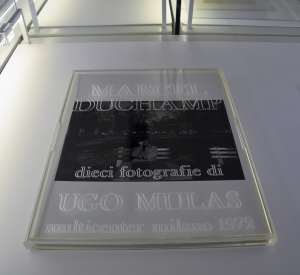 MARCEL
DUCHAMP
dieci fotografie di
UGO MULAS
multicenter milano 1972